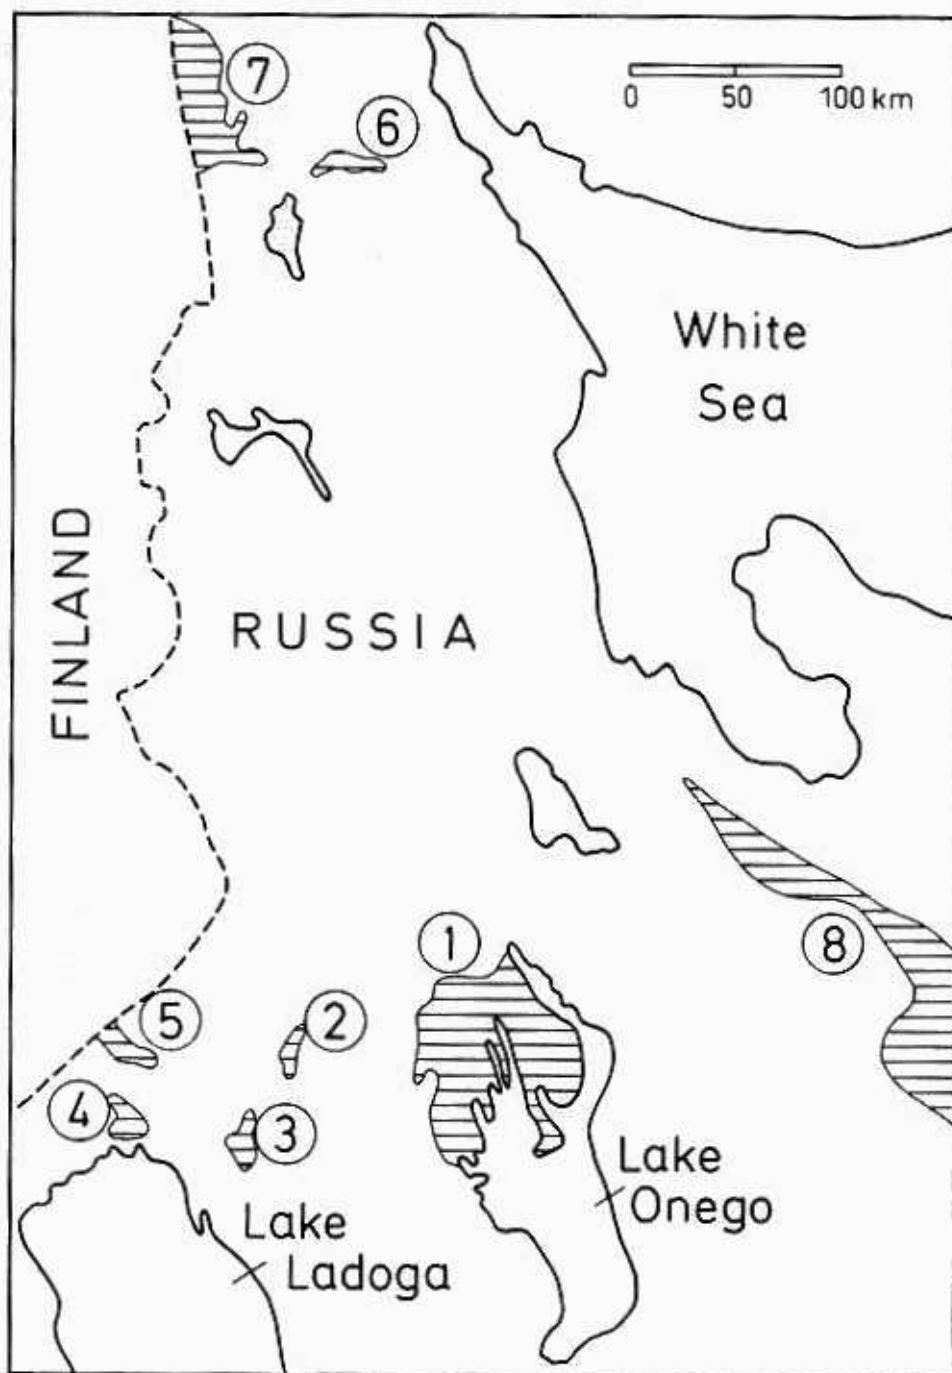 7
6
0 50 100 km
White
Sea
FINLAND
RUSSIA
1
8
5
2
4
3
Lake
Onego
Lake
Ladoga